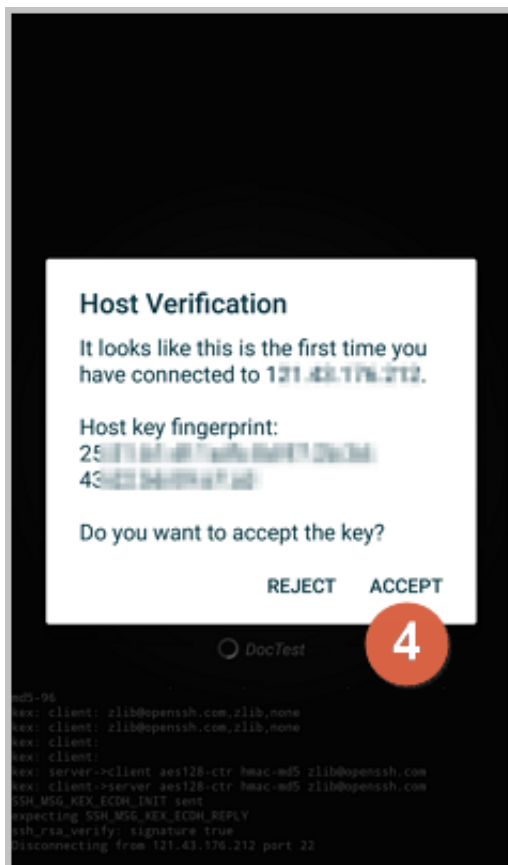 Host Verification
It looks like this is the first time you
have connected to
Host key fingerprint:
25
43
Do you want to accept the key?
REJECT ACCEPT
4
DocTest
md5-96
kex: client: zlib@openssh.com,zlib,none
kex: client: zlib@openssh.com,zlib,none
kex: client:
kex: client:
kex: server->client aes128-ctr hmac-md5 zlib@openssh.com
kex: client->server aes128-ctr hmac-md5 zlib@openssh.com
SSH_MSG_KEX_ECDH_INIT sent
expecting SSH_MSG_KEX_ECDH_REPLY
ssh_rsa_verify: signature true
Disconnecting from 121.43.176.212 port 22